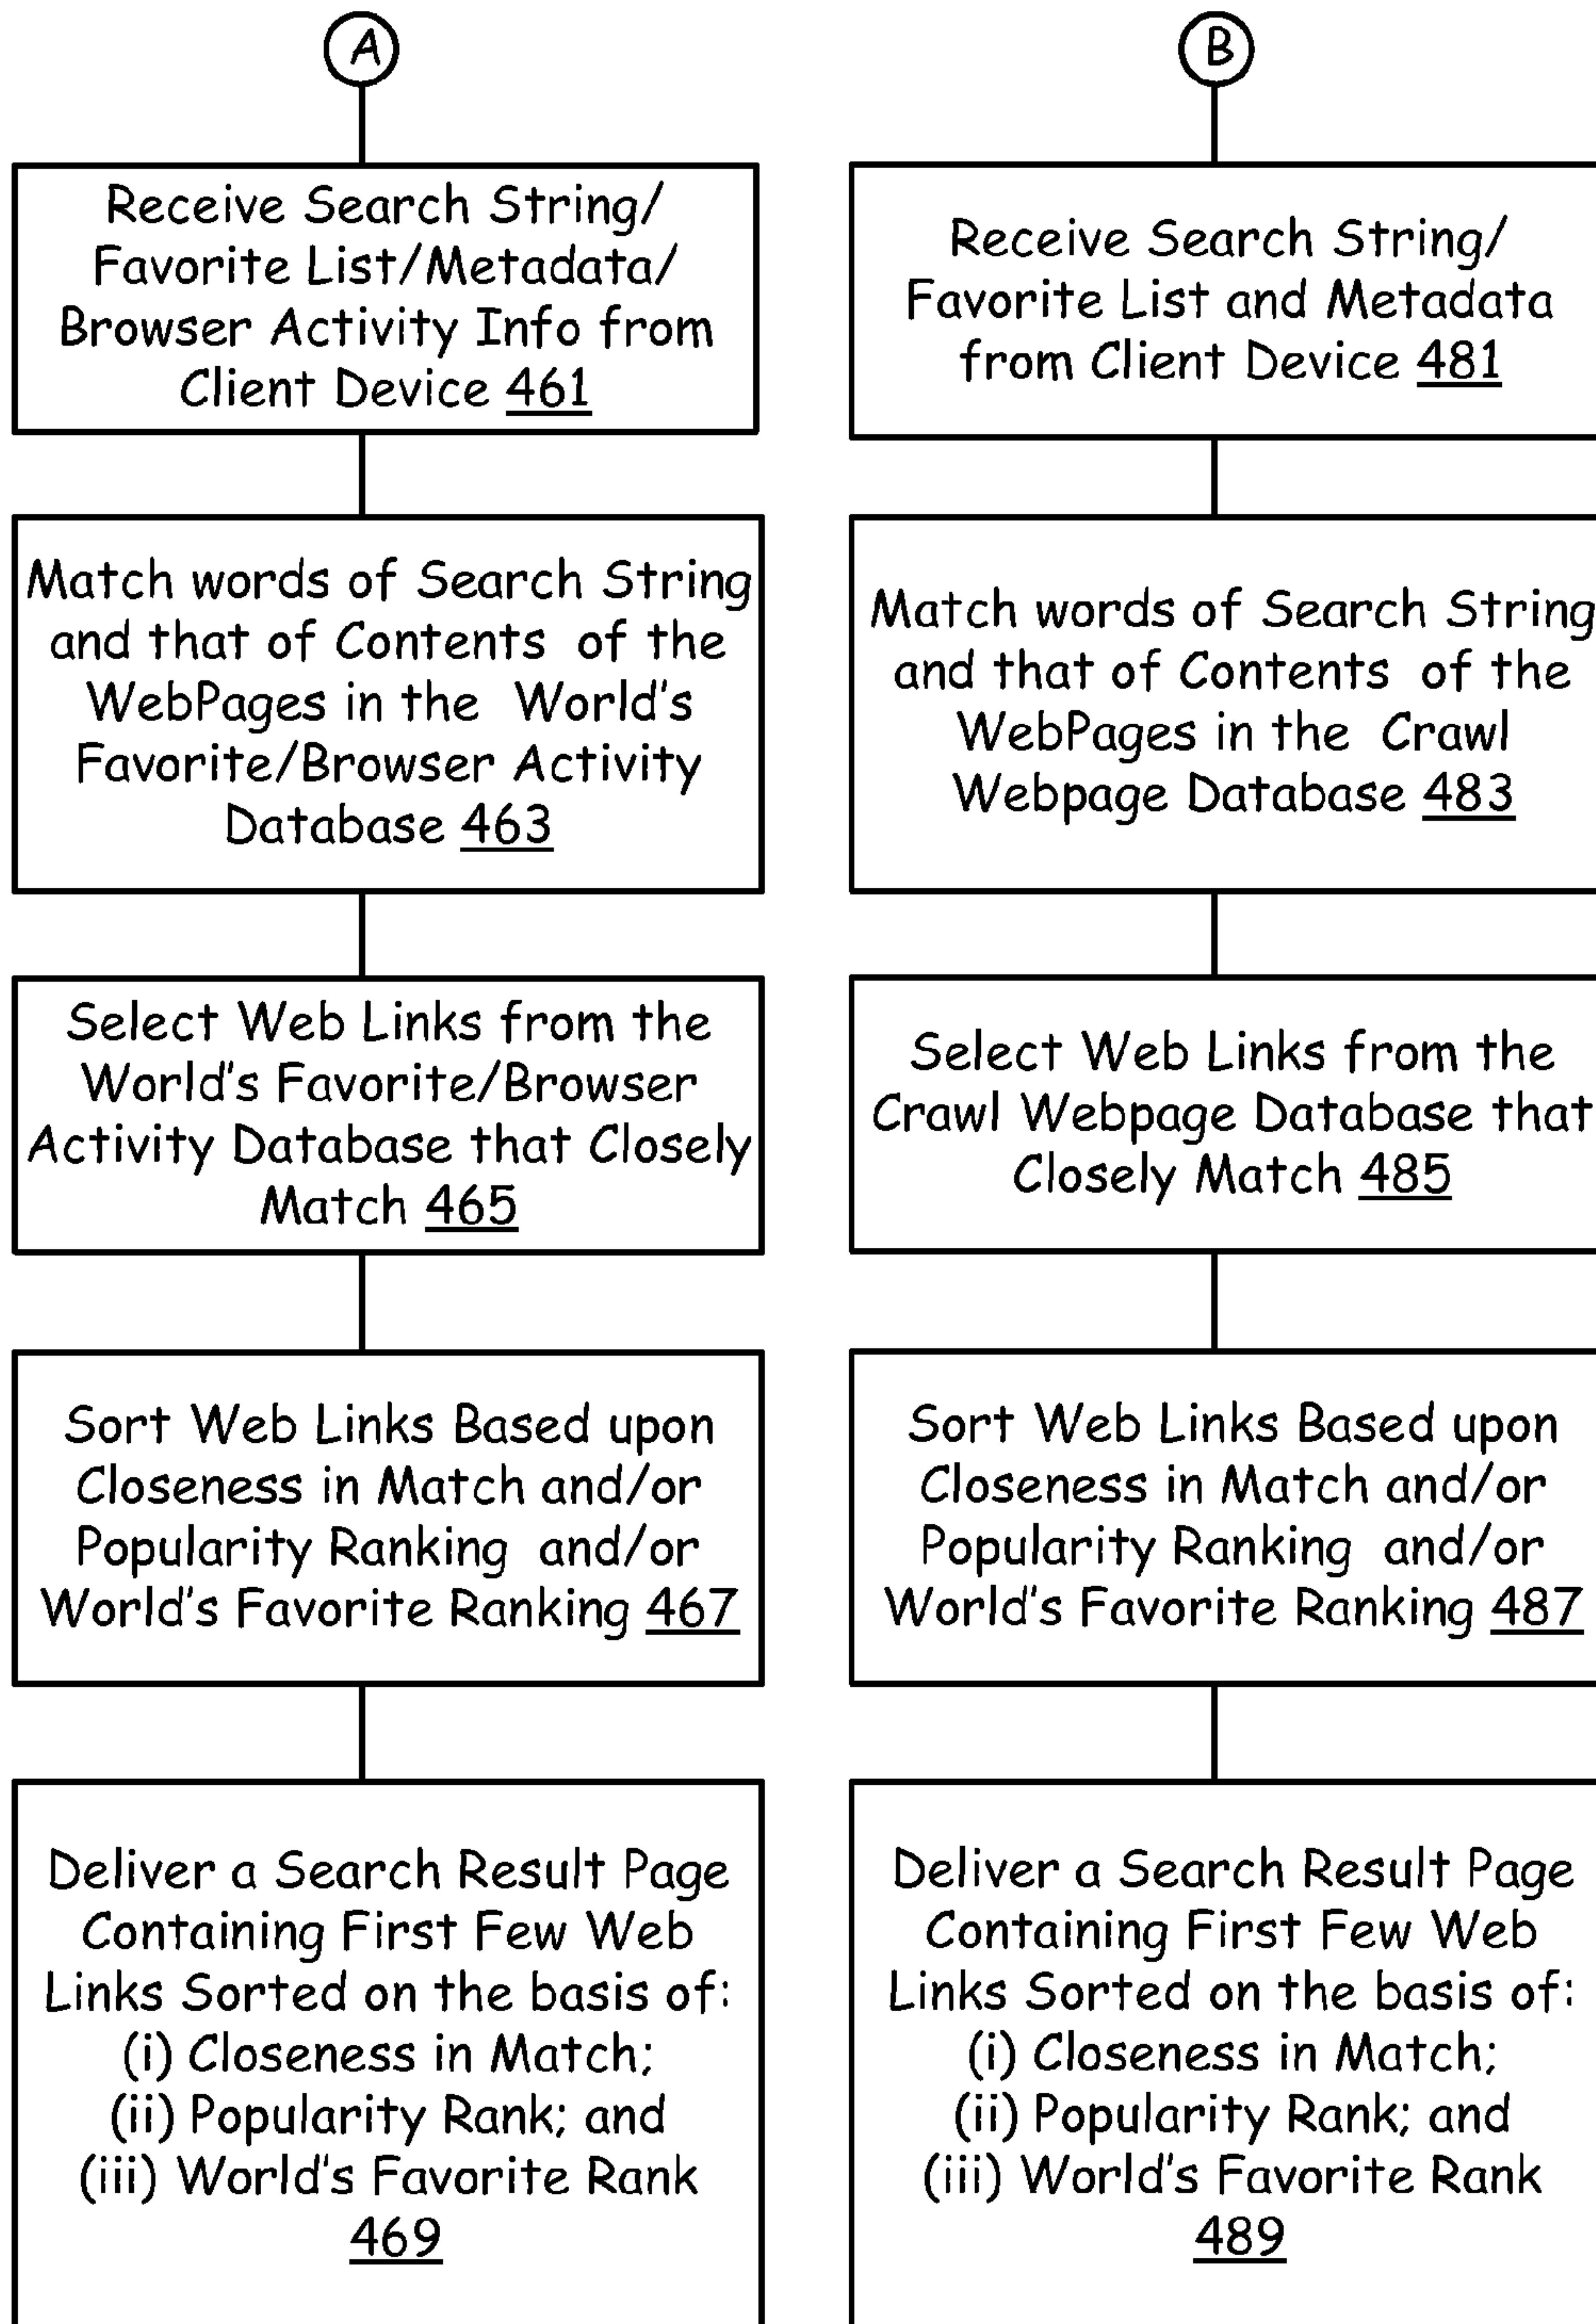 A
Receive Search String/
Favorite List/Metadata/
Browser Activity Info from
Client Device 461
Match words of Search String
and that of Contents of the
WebPages in the World's
Favorite/Browser Activity
Database 463
Select Web Links from the
World's Favorite/Browser
Activity Database that Closely
Match 465
Sort Web Links Based upon
Closeness in Match and/or
Popularity Ranking and/or
World's Favorite Ranking 467
Deliver a Search Result Page
Containing First Few Web
Links Sorted on the basis of:
(i) Closeness in Match;
(ii) Popularity Rank; and
(iii) World's Favorite Rank
469
B
Receive Search String/
Favorite List and Metadata
from Client Device 481
Match words of Search String
and that of Contents of the
WebPages in the Crawl
Webpage Database 483
Select Web Links from the
Crawl Webpage Database that
Closely Match 485
Sort Web Links Based upon
Closeness in Match and/or
Popularity Ranking and/or
World's Favorite Ranking 487
Deliver a Search Result Page
Containing First Few Web
Links Sorted on the basis of:
(i) Closeness in Match;
(ii) Popularity Rank; and
(iii) World's Favorite Rank
489